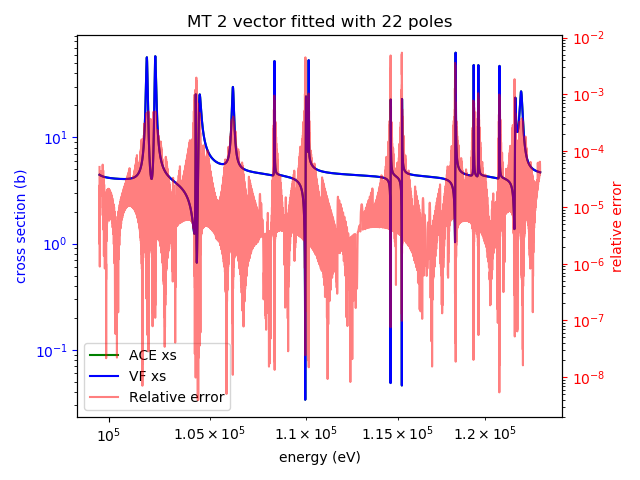 MT 2 vector fitted with 22 poles
cross section (b)
10¹
10⁰
10⁻¹
10⁻²
10⁻³
10⁻⁴
10⁻⁵
10⁻⁶
10⁻⁷
10⁻⁸
relative error
ACE xs
VF xs
Relative error
10⁵ 1.05 × 10⁵ 1.1 × 10⁵ 1.15 × 10⁵ 1.2 × 10⁵
energy (eV)